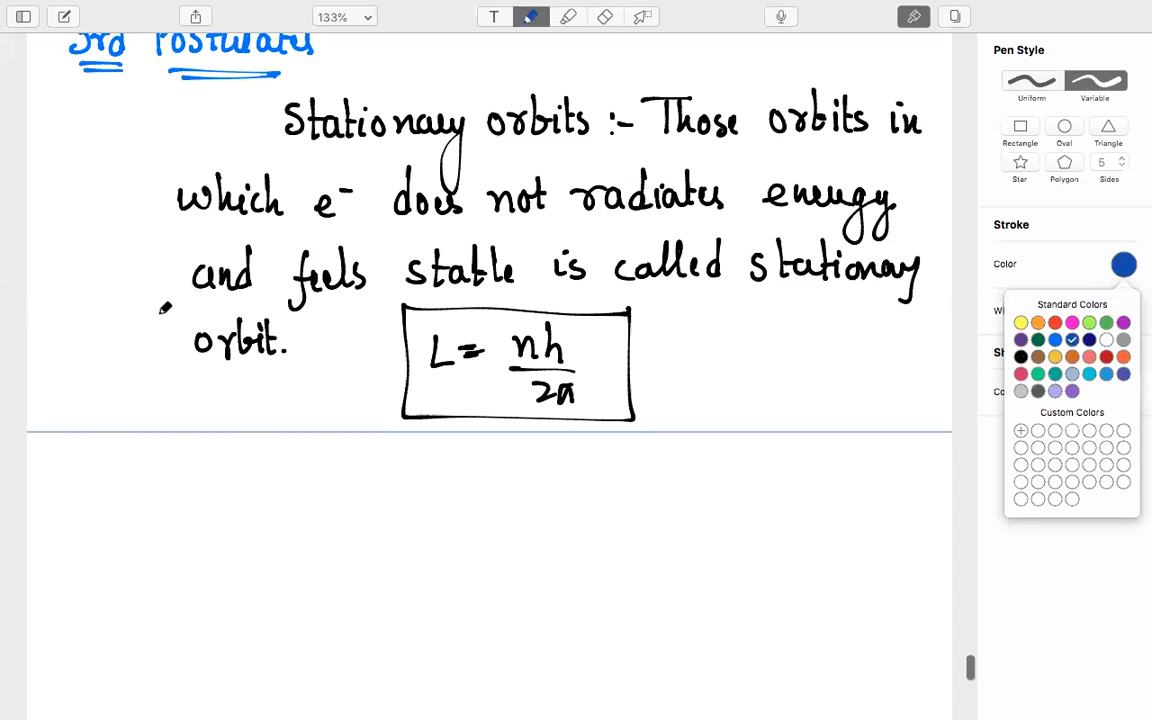 133%
3rd Postulates
Stationary orbits :- Those orbits in
which e⁻ does not radiates energy
and feels stable is called stationary
orbit.
L = nh
2π
Pen Style
Uniform
Variable
Rectangle
Oval
Triangle
5
Star
Polygon
Sides
Stroke
Color
Standard Colors
Custom Colors